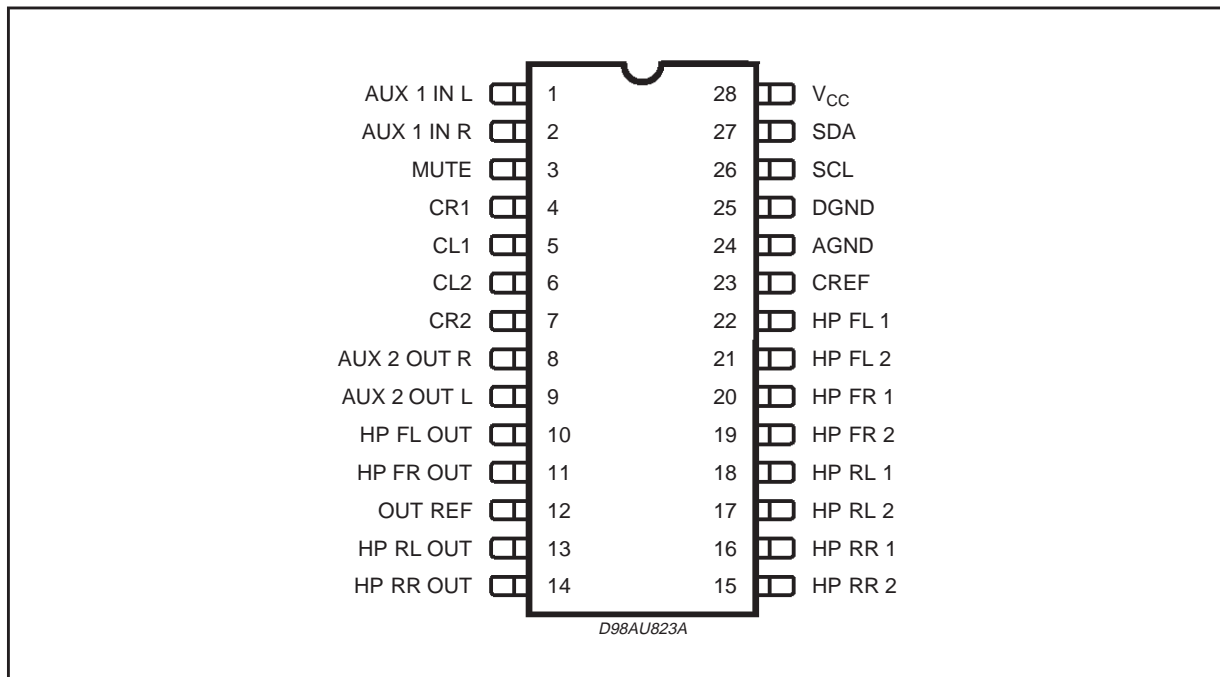 AUX 1 IN L 1 28 VCC
AUX 1 IN R 2 27 SDA
MUTE 3 26 SCL
CR1 4 25 DGND
CL1 5 24 AGND
CL2 6 23 CREF
CR2 7 22 HP FL 1
AUX 2 OUT R 8 21 HP FL 2
AUX 2 OUT L 9 20 HP FR 1
HP FL OUT 10 19 HP FR 2
HP FR OUT 11 18 HP RL 1
OUT REF 12 17 HP RL 2
HP RL OUT 13 16 HP RR 1
HP RR OUT 14 15 HP RR 2
D98AU823A